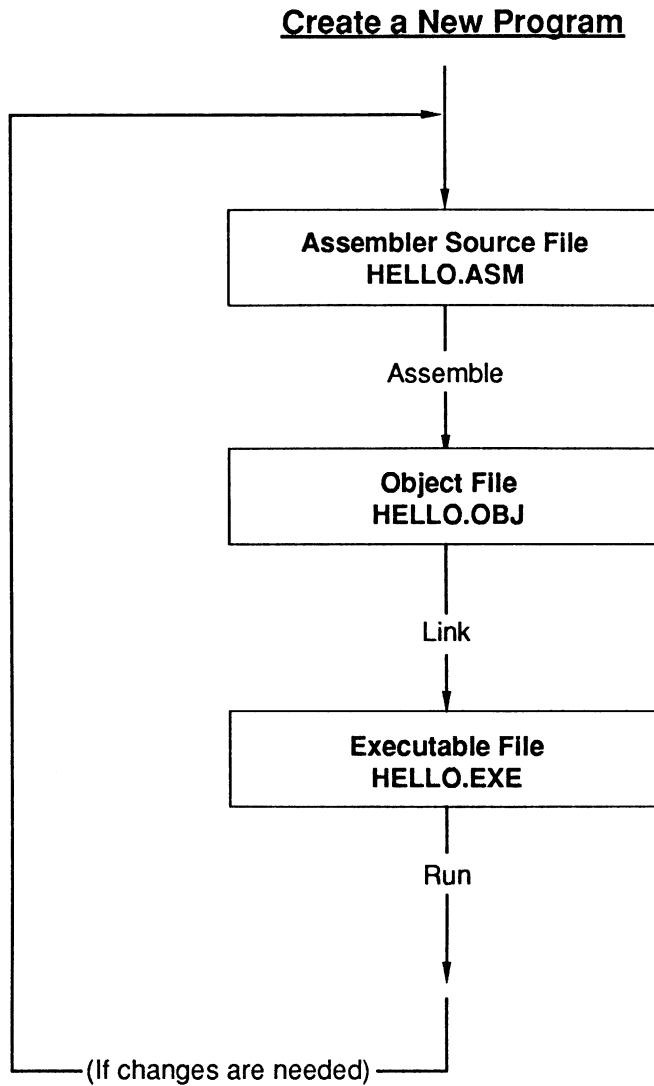 Create a New Program
Assembler Source File
HELLO.ASM
Assemble
Object File
HELLO.OBJ
Link
Executable File
HELLO.EXE
Run
(If changes are needed)